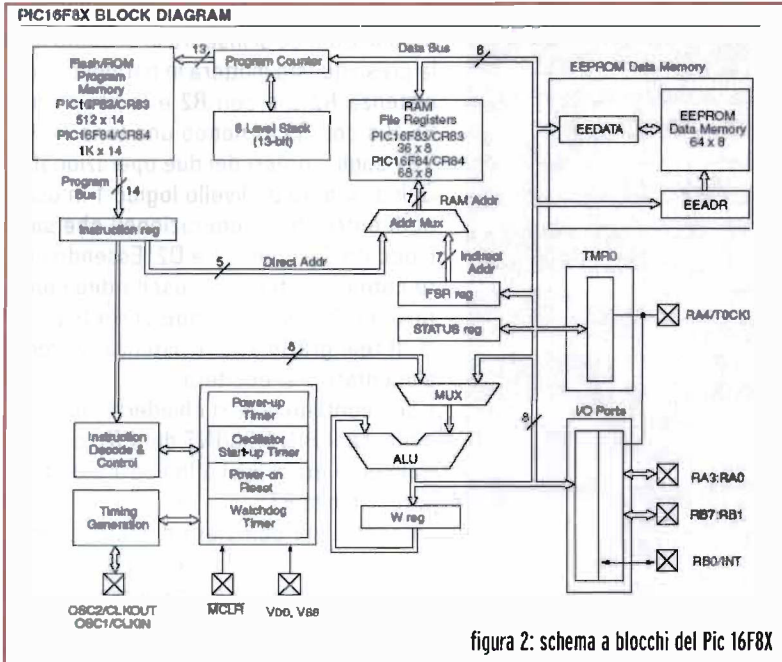 PIC16F8X BLOCK DIAGRAM
Flash/ROM
Program
Memory
PIC16F83/CR83
512 x 14
PIC16F84/CR84
1K x 14
13
Program Counter
Data Bus
8
8 Level Stack
(13-bit)
RAM
File Registers
PIC16F83/CR83
36 x 8
PIC16F84/CR84
68 x 8
EEPROM Data Memory
EEDATA
EEPROM
Data Memory
64 x 8
EEADR
Program
Bus
14
Instruction reg
7
RAM Addr
Addr Mux
5
Direct Addr
7
Indirect
Addr
FSR reg
STATUS reg
TMR0
RA4/T0CKI
8
MUX
8
I/O Ports
Power-up
Timer
Oscillator
Start-up Timer
Power-on
Reset
Watchdog
Timer
Instruction
Decode &
Control
Timing
Generation
ALU
W reg
RA3:RA0
RB7:RB1
RB0/INT
OSC2/CLKOUT
OSC1/CLKIN
MCLR
VDD, VSS
figura 2: schema a blocchi del Pic 16F8X